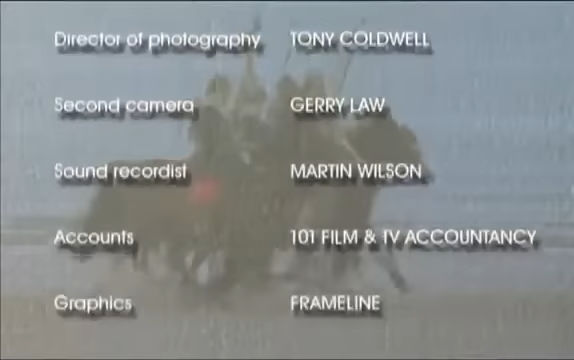 Director of photography TONY COLDWELL
Second camera GERRY LAW
Sound recordist MARTIN WILSON
Accounts 101 FILM & TV ACCOUNTANCY
Graphics FRAMELINE